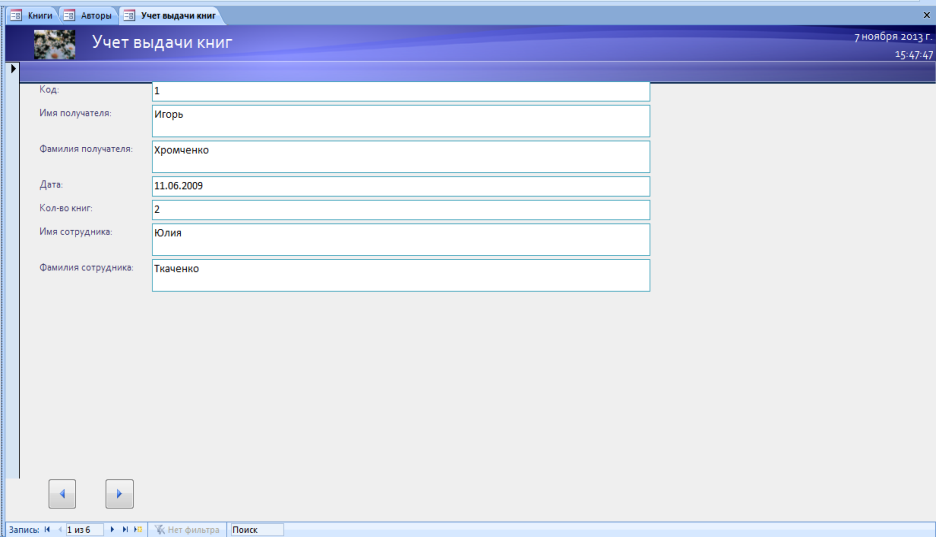 Книги Авторы Учет выдачи книг
Учет выдачи книг
7 ноября 2013 г.
15:47:47
Код: 1
Имя получателя: Игорь
Фамилия получателя: Хромченко
Дата: 11.06.2009
Кол-во книг: 2
Имя сотрудника: Юлия
Фамилия сотрудника: Ткаченко
Запись: 1 из 6 Нет фильтра Поиск